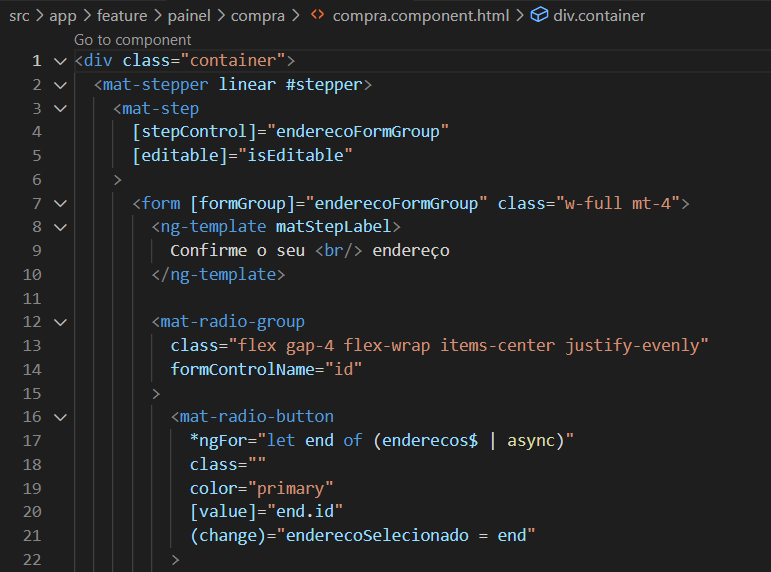 src > app > feature > painel > compra > <> compra.component.html > div.container
Go to component
1 <div class="container">
2 <mat-stepper linear #stepper>
3 <mat-step
4 [stepControl]="enderecoFormGroup"
5 [editable]="isEditable"
6 >
7 <form [formGroup]="enderecoFormGroup" class="w-full mt-4">
8 <ng-template matStepLabel>
9 Confirme o seu <br/> endereço
10 </ng-template>
11
12 <mat-radio-group
13 class="flex gap-4 flex-wrap items-center justify-evenly"
14 formControlName="id"
15 >
16 <mat-radio-button
17 *ngFor="let end of (enderecos$ | async)"
18 class=""
19 color="primary"
20 [value]="end.id"
21 (change)="enderecoSelecionado = end"
22 >